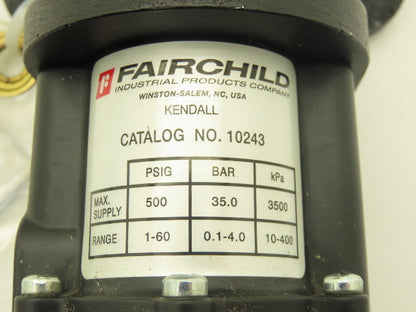 FAIRCHILD
INDUSTRIAL PRODUCTS COMPANY
WINSTON-SALEM, NC, USA
KENDALL
CATALOG NO. 10243
PSIG BAR kPa
MAX. SUPPLY 500 35.0 3500
RANGE 1-60 0.1-4.0 10-400